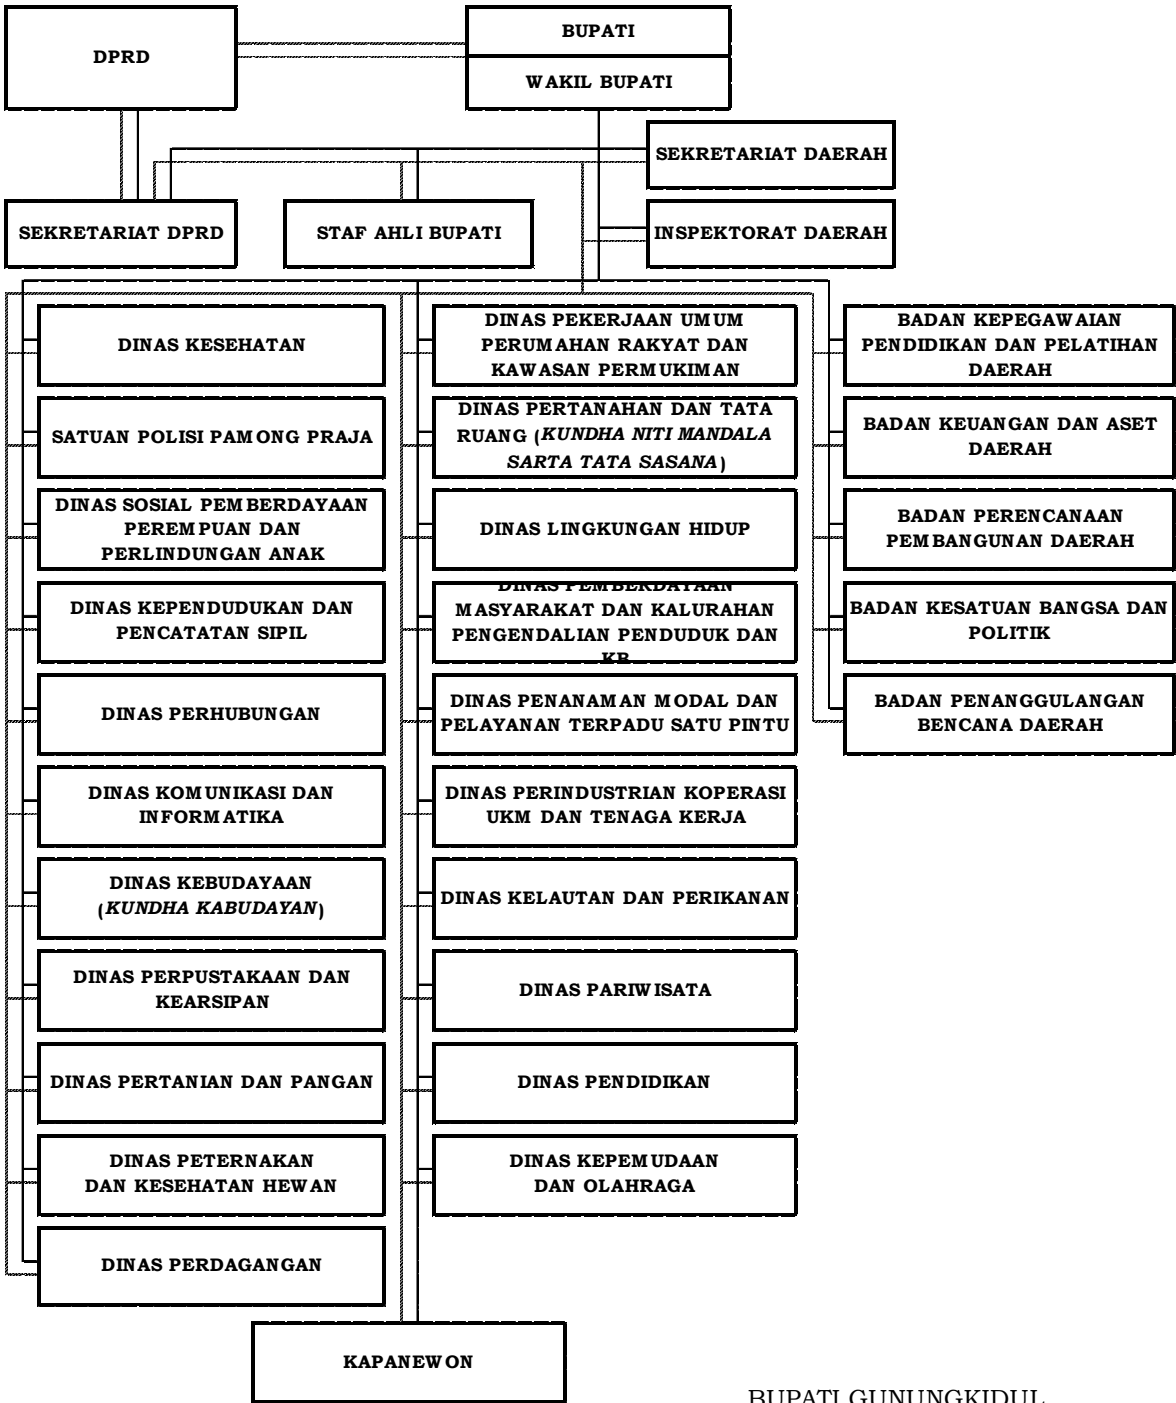 DPRD
BUPATI
WAKIL BUPATI
SEKRETARIAT DAERAH
SEKRETARIAT DPRD
STAF AHLI BUPATI
INSPEKTORAT DAERAH
DINAS KESEHATAN
SATUAN POLISI PAMONG PRAJA
DINAS SOSIAL PEMBERDAYAAN
PEREMPUAN DAN
PERLINDUNGAN ANAK
DINAS KEPENDUDUKAN DAN
PENCATATAN SIPIL
DINAS PERHUBUNGAN
DINAS KOMUNIKASI DAN
INFORMATIKA
DINAS KEBUDAYAAN
(KUNDHA KABUDAYAN)
DINAS PERPUSTAKAAN DAN
KEARSIPAN
DINAS PERTANIAN DAN PANGAN
DINAS PETERNAKAN
DAN KESEHATAN HEWAN
DINAS PERDAGANGAN
DINAS PEKERJAAN UMUM
PERUMAHAN RAKYAT DAN
KAWASAN PERMUKIMAN
DINAS PERTANAHAN DAN TATA
RUANG (KUNDHA NITI MANDALA
SARTA TATA SASANA)
DINAS LINGKUNGAN HIDUP
DINAS PEMBERDAYAAN
MASYARAKAT DAN KALURAHAN
PENGENDALIAN PENDUDUK DAN
KB
DINAS PENANAMAN MODAL DAN
PELAYANAN TERPADU SATU PINTU
DINAS PERINDUSTRIAN KOPERASI
UKM DAN TENAGA KERJA
DINAS KELAUTAN DAN PERIKANAN
DINAS PARIWISATA
DINAS PENDIDIKAN
DINAS KEPEMUDAAN
DAN OLAHRAGA
BADAN KEPEGAWAIAN
PENDIDIKAN DAN PELATIHAN
DAERAH
BADAN KEUANGAN DAN ASET
DAERAH
BADAN PERENCANAAN
PEMBANGUNAN DAERAH
BADAN KESATUAN BANGSA DAN
POLITIK
BADAN PENANGGULANGAN
BENCANA DAERAH
KAPANEWON
BUPATI GUNUNGKIDUL